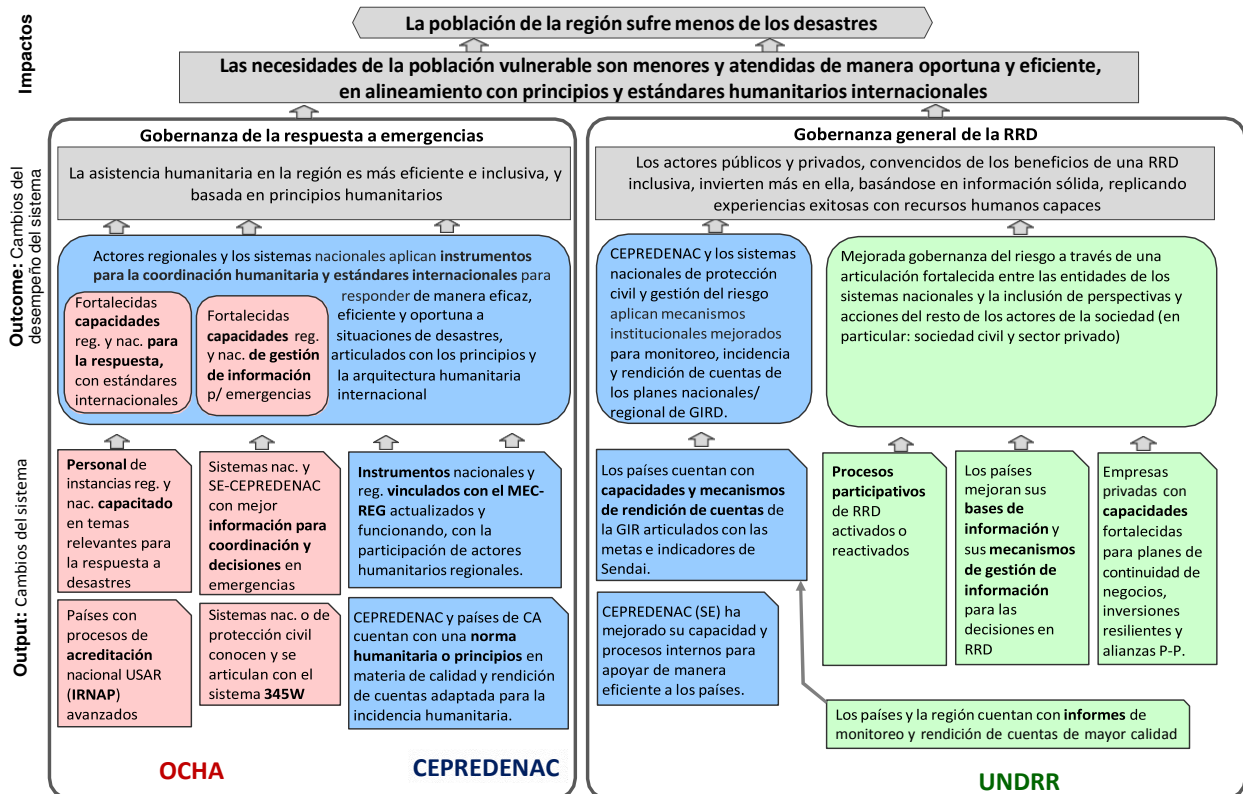 Impactos
La población de la región sufre menos de los desastres
Las necesidades de la población vulnerable son menores y atendidas de manera oportuna y eficiente,
en alineamiento con principios y estándares humanitarios internacionales
Outcome: Cambios del
desempeño del sistema
Gobernanza de la respuesta a emergencias
La asistencia humanitaria en la región es más eficiente e inclusiva, y
basada en principios humanitarios
Actores regionales y los sistemas nacionales aplican instrumentos
para la coordinación humanitaria y estándares internacionales para
responder de manera eficaz,
eficiente y oportuna a
situaciones de desastres,
articulados con los principios y
la arquitectura humanitaria
internacional
Fortalecidas
capacidades
reg. y nac. para
la respuesta,
con estándares
internacionales
Fortalecidas
capacidades reg.
y nac. de gestión
de información
p/ emergencias
Gobernanza general de la RRD
Los actores públicos y privados, convencidos de los beneficios de una RRD
inclusiva, invierten más en ella, basándose en información sólida, replicando
experiencias exitosas con recursos humanos capaces
CEPREDENAC y los sistemas
nacionales de protección
civil y gestión del riesgo
aplican mecanismos
institucionales mejorados
para monitoreo, incidencia
y rendición de cuentas de
los planes nacionales/
regional de GIRD.
Mejorada gobernanza del riesgo a través de una
articulación fortalecida entre las entidades de los
sistemas nacionales y la inclusión de perspectivas y
acciones del resto de los actores de la sociedad (en
particular: sociedad civil y sector privado)
Output: Cambios del sistema
Personal de
instancias reg. y
nac. capacitado
en temas
relevantes para
la respuesta a
desastres
Sistemas nac. y
SE-CEPREDENAC
con mejor
información para
coordinación y
decisiones en
emergencias
Instrumentos nacionales y
reg. vinculados con el MEC-
REG actualizados y
funcionando, con la
participación de actores
humanitarios regionales.
Países con
procesos de
acreditación
nacional USAR
(IRNAP)
avanzados
Sistemas nac. o de
protección civil
conocen y se
articulan con el
sistema 345W
CEPREDENAC y países de CA
cuentan con una norma
humanitaria o principios en
materia de calidad y rendición
de cuentas adaptada para la
incidencia humanitaria.
Los países cuentan con
capacidades y mecanismos
de rendición de cuentas de
la GIR articulados con las
metas e indicadores de
Sendai.
CEPREDENAC (SE) ha
mejorado su capacidad y
procesos internos para
apoyar de manera
eficiente a los países.
Procesos
participativos
de RRD
activados o
reactivados
Los países
mejoran sus
bases de
información y
sus mecanismos
de gestión de
información
para las
decisiones en
RRD
Empresas
privadas con
capacidades
fortalecidas
para planes de
continuidad de
negocios,
inversiones
resilientes y
alianzas P-P.
Los países y la región cuentan con informes de
monitoreo y rendición de cuentas de mayor calidad
OCHA
CEPREDENAC
UNDRR